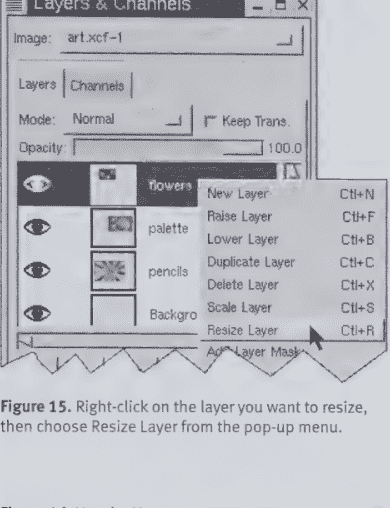 Layers & Channels
Image: art.xcf-1
Layers Channels
Mode: Normal Keep Trans.
Opacity: 100.0
flowers
palette
pencils
Backgro
New Layer Ctl+N
Raise Layer Ctl+F
Lower Layer Ctl+B
Duplicate Layer Ctl+C
Delete Layer Ctl+X
Scale Layer Ctl+S
Resize Layer Ctl+R
Add Layer Mask
Figure 15. Right-click on the layer you want to resize,
then choose Resize Layer from the pop-up menu.